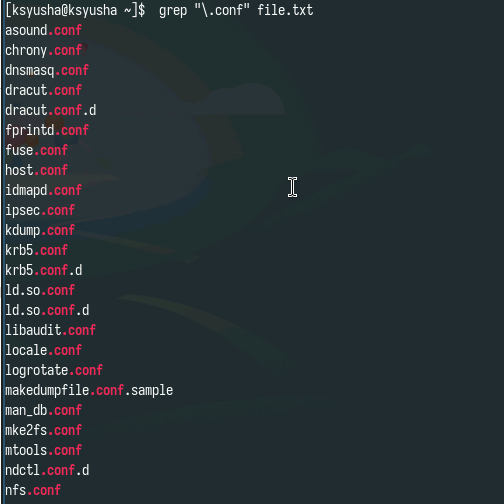 [ksyusha@ksyusha ~]$  grep "\.conf" file.txt
asound.conf
chrony.conf
dnsmasq.conf
dracut.conf
dracut.conf.d
fprintd.conf
fuse.conf
host.conf
idmapd.conf
ipsec.conf
kdump.conf
krb5.conf
krb5.conf.d
ld.so.conf
ld.so.conf.d
libaudit.conf
locale.conf
logrotate.conf
makedumpfile.conf.sample
man_db.conf
mke2fs.conf
mtools.conf
ndctl.conf.d
nfs.conf